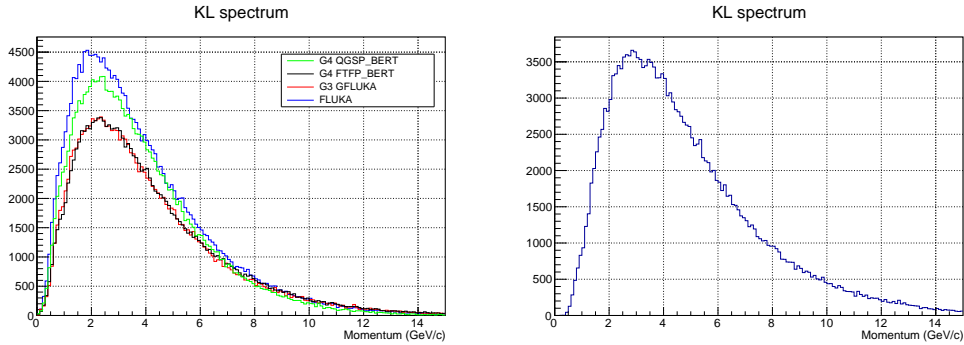 KL spectrum
4500
4000
3500
3000
2500
2000
1500
1000
500
0
0 2 4 6 8 10 12 14
Momentum (GeV/c)
G4 QGSP_BERT
G4 FTFP_BERT
G3 GFLUKA
FLUKA
KL spectrum
3500
3000
2500
2000
1500
1000
500
0
0 2 4 6 8 10 12 14
Momentum (GeV/c)